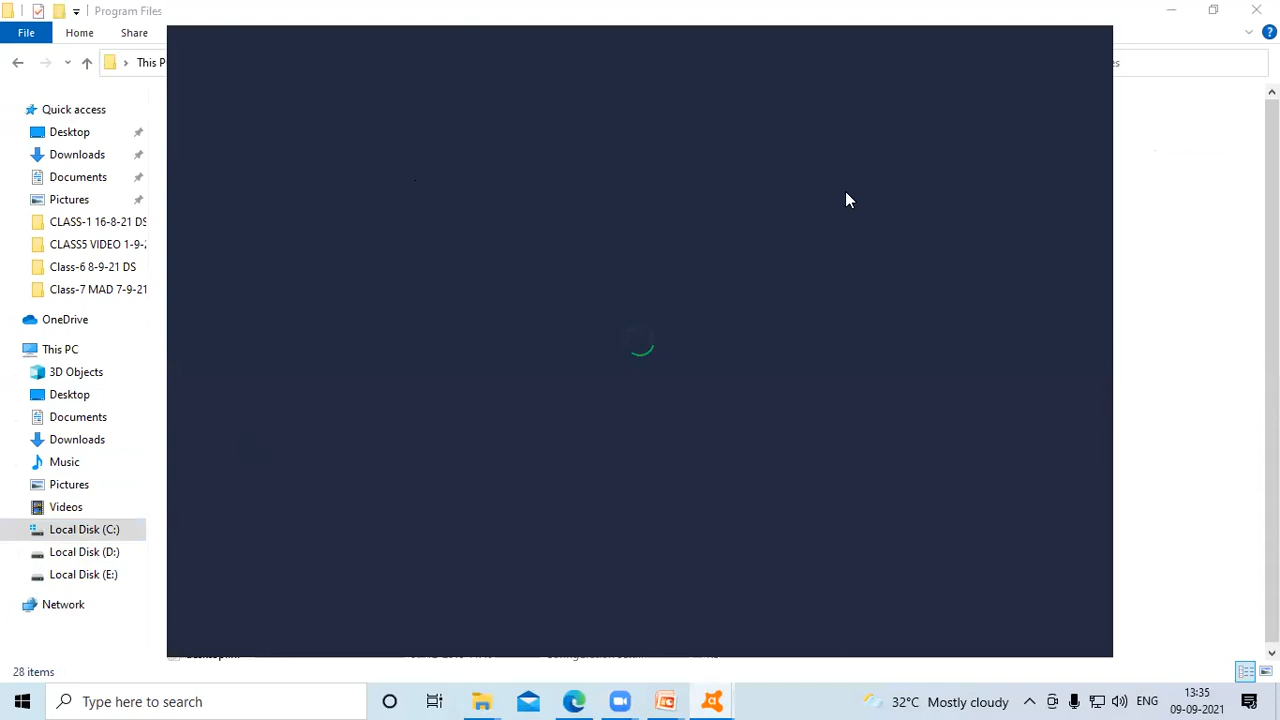 Program Files
File Home Share
This P
es
Quick access
Desktop
Downloads
Documents
Pictures
CLASS-1 16-8-21 DS
CLASS5 VIDEO 1-9-2
Class-6 8-9-21 DS
Class-7 MAD 7-9-21
OneDrive
This PC
3D Objects
Desktop
Documents
Downloads
Music
Pictures
Videos
Local Disk (C:)
Local Disk (D:)
Local Disk (E:)
Network
28 items
Type here to search
32°C Mostly cloudy
ENG
13:35
09-09-2021